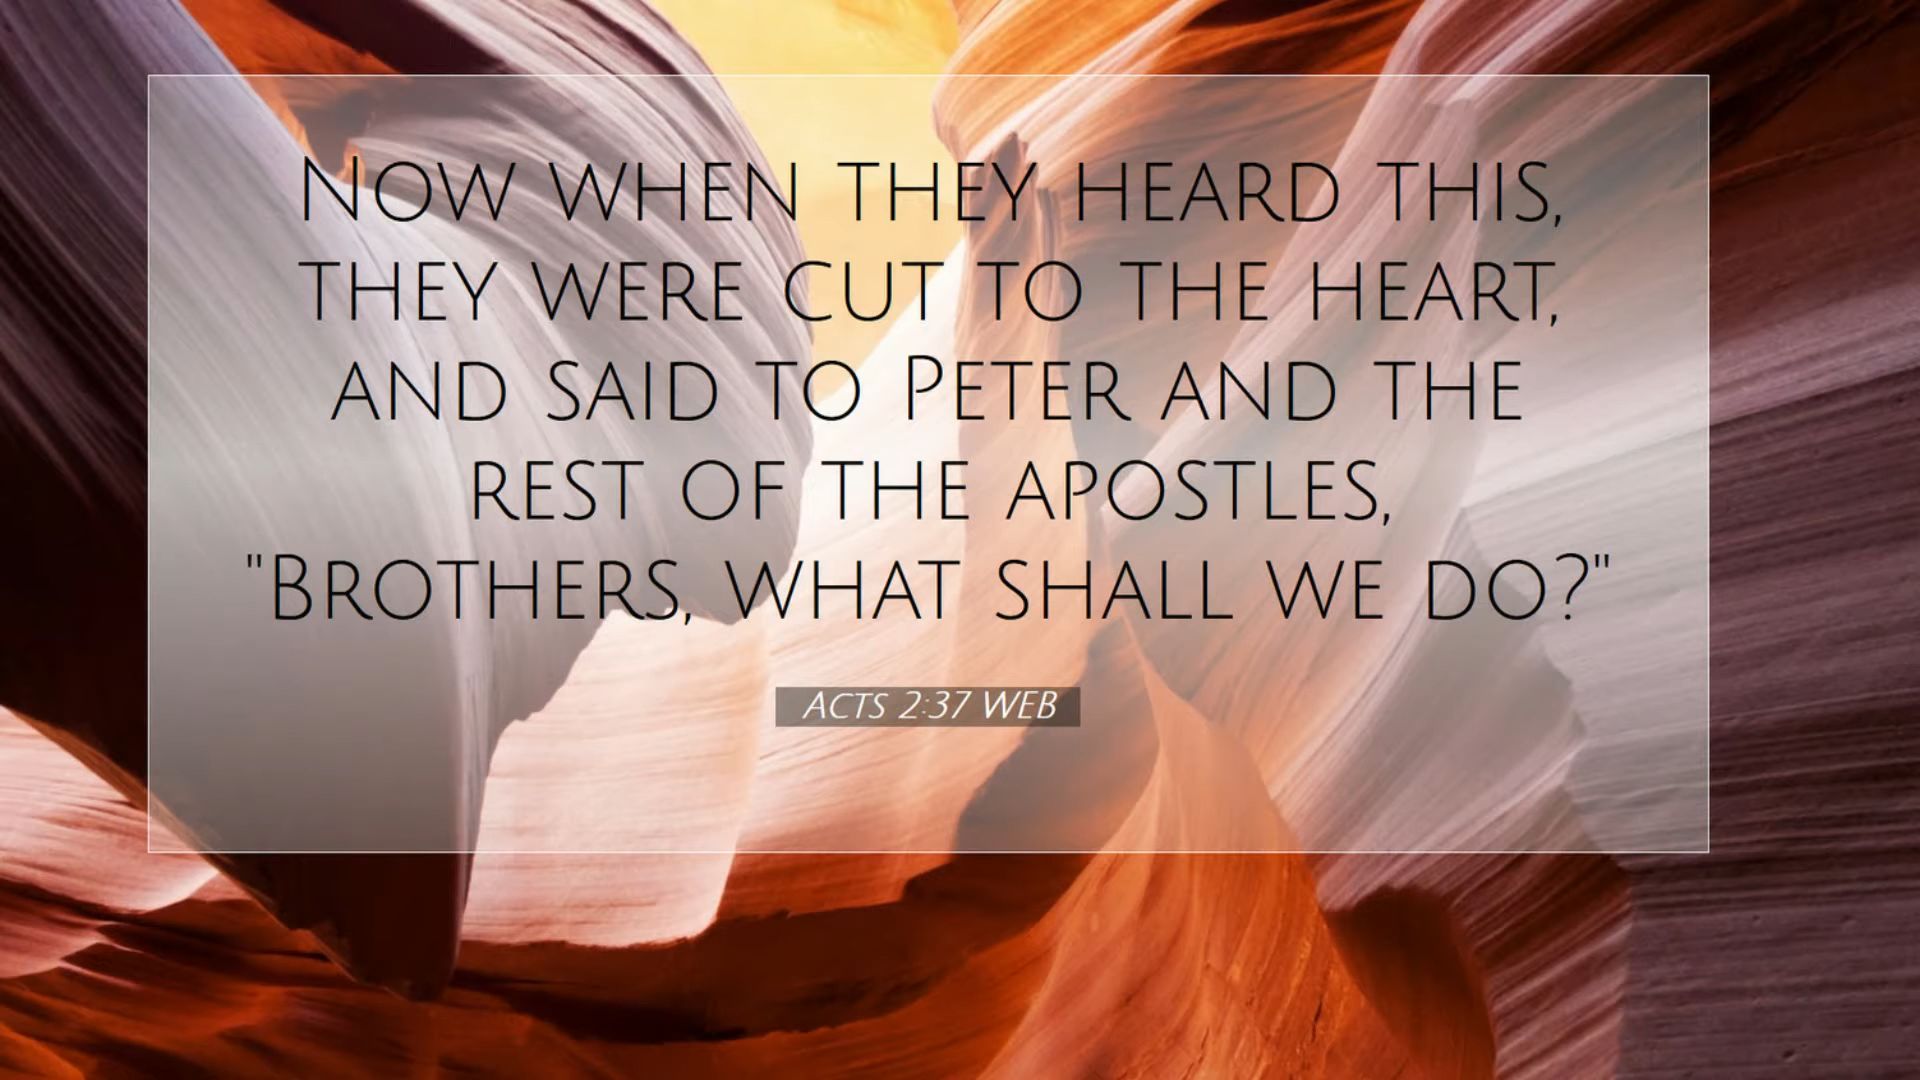 Now when they heard this,
they were cut to the heart,
and said to Peter and the
rest of the apostles,
"Brothers, what shall we do?"
ACTS 2:37 WEB